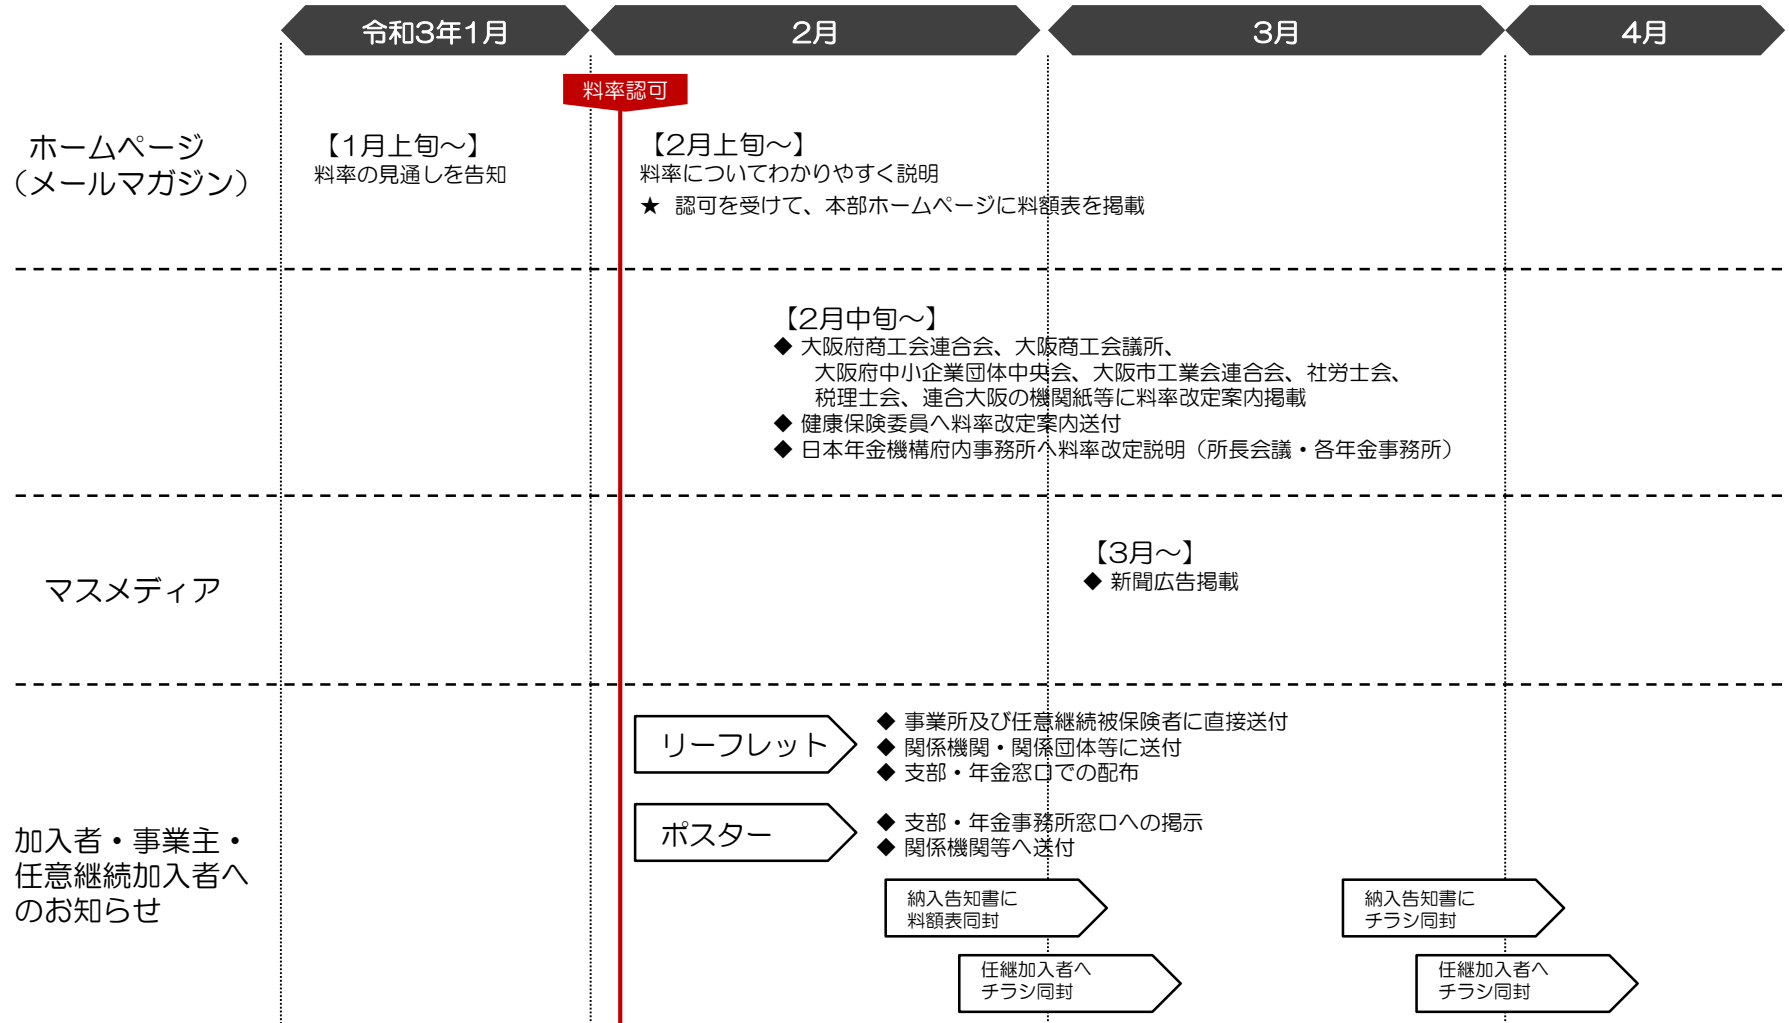 令和3年1月
2月
3月
4月
料率認可
ホームページ
（メールマガジン）
【1月上旬～】
料率の見通しを告知
【2月上旬～】
料率についてわかりやすく説明
★ 認可を受けて、本部ホームページに料額表を掲載
【2月中旬～】
◆ 大阪府商工会連合会、大阪商工会議所、
大阪府中小企業団体中央会、大阪市工業会連合会、社労士会、
税理士会、連合大阪の機関紙等に料率改定案内掲載
◆ 健康保険委員へ料率改定案内送付
◆ 日本年金機構府内事務所へ料率改定説明（所長会議・各年金事務所）
マスメディア
【3月～】
◆ 新聞広告掲載
加入者・事業主・
任意継続加入者へ
のお知らせ
リーフレット
◆ 事業所及び任意継続被保険者に直接送付
◆ 関係機関・関係団体等に送付
◆ 支部・年金窓口での配布
ポスター
◆ 支部・年金事務所窓口への掲示
◆ 関係機関等へ送付
納入告知書に
料額表同封
任継加入者へ
チラシ同封
納入告知書に
チラシ同封
任継加入者へ
チラシ同封